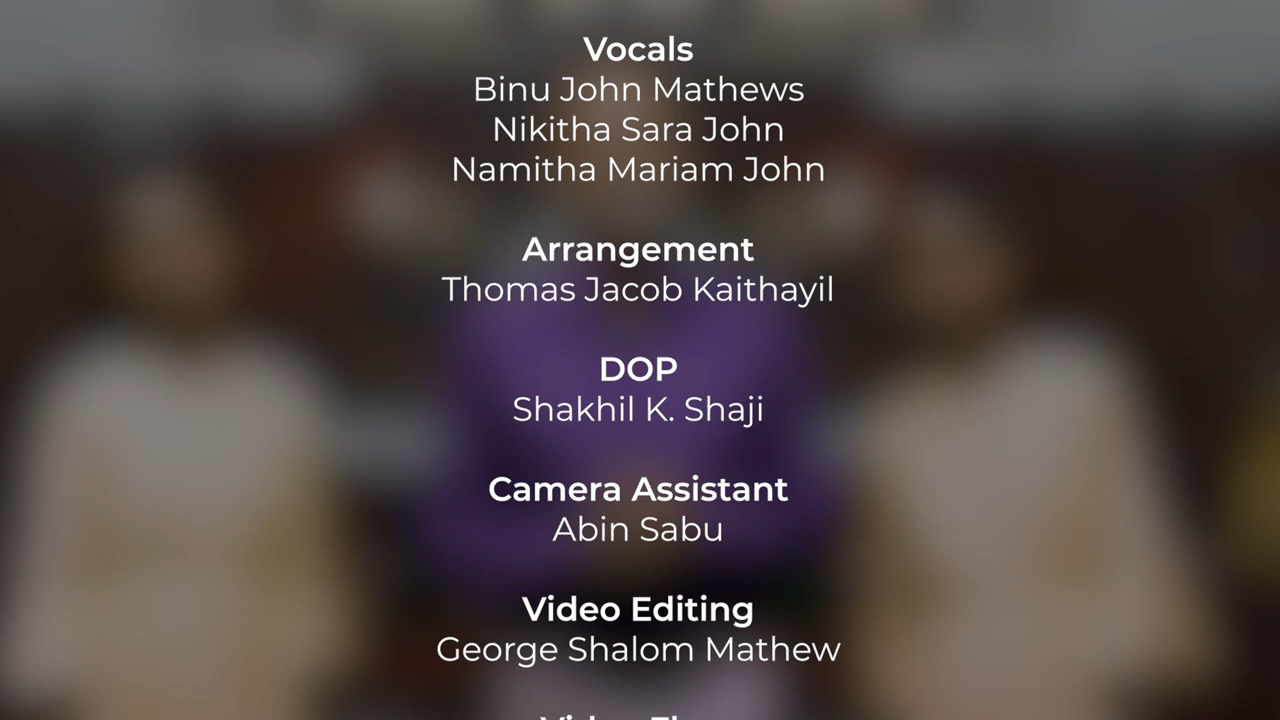 Vocals
Binu John Mathews
Nikitha Sara John
Namitha Mariam John
Arrangement
Thomas Jacob Kaithayil
DOP
Shakhil K. Shaji
Camera Assistant
Abin Sabu
Video Editing
George Shalom Mathew